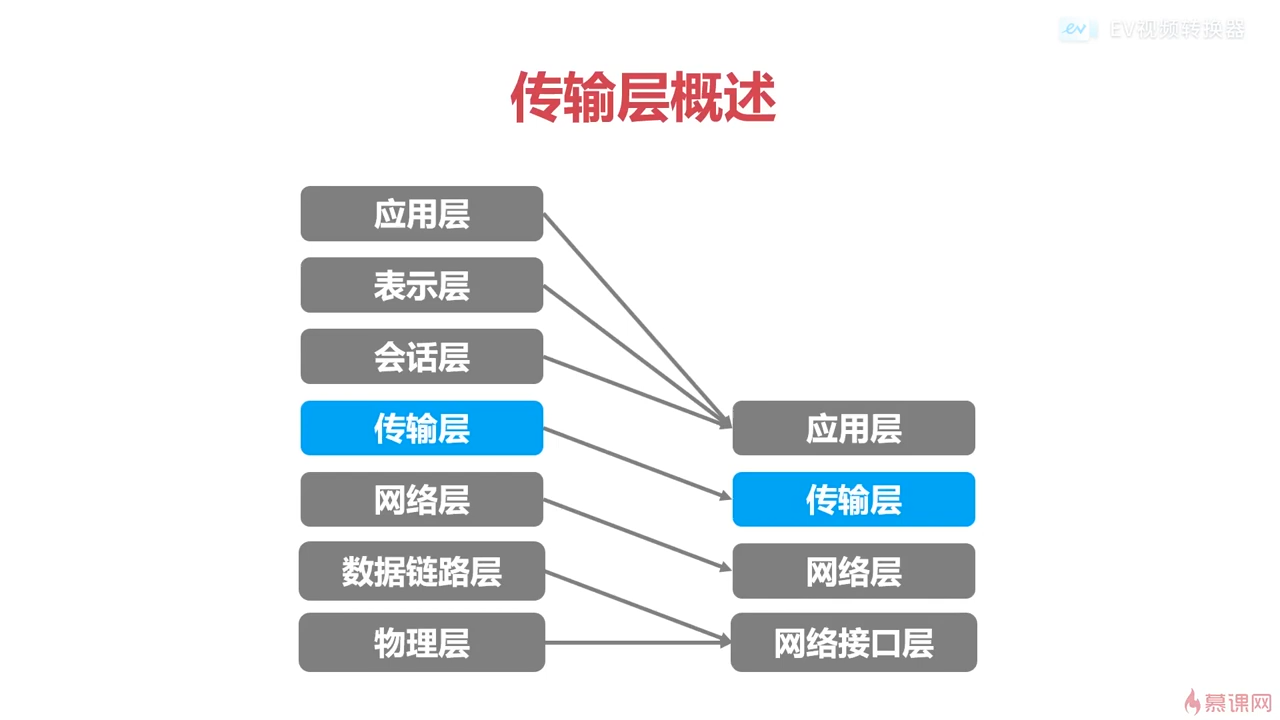 EV视频转换器
传输层概述
应用层
表示层
会话层
传输层
网络层
数据链路层
物理层
应用层
传输层
网络层
网络接口层
慕课网